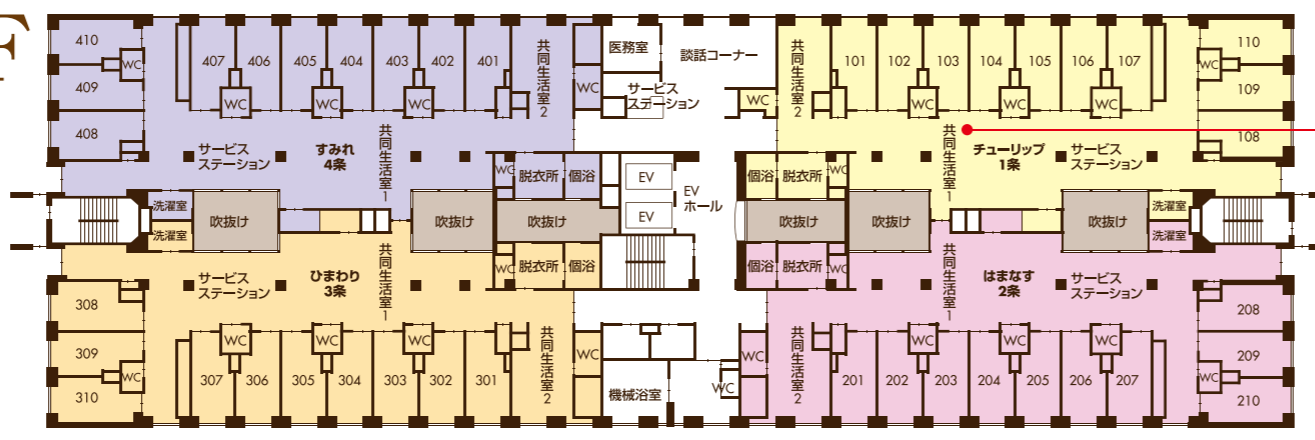 410
409
408
WC
407
406
405
404
403
402
401
WC
WC
WC
共同生活室2
WC
医務室
談話コーナー
サービス
ステーション
WC
共同生活室2
101
102
103
104
105
106
107
WC
WC
WC
110
109
108
WC
サービス
ステーション
すみれ
4条
共同生活室1
WC
脱衣所
個浴
EV
EV
EV
ホール
個浴
脱衣所
WC
共同生活室1
チューリップ
1条
サービス
ステーション
洗濯室
洗濯室
吹抜け
吹抜け
吹抜け
吹抜け
吹抜け
吹抜け
洗濯室
洗濯室
サービス
ステーション
ひまわり
3条
共同生活室1
WC
脱衣所
個浴
個浴
脱衣所
WC
共同生活室1
はまなす
2条
サービス
ステーション
308
309
310
WC
WC
WC
WC
307
306
305
304
303
302
301
共同生活室2
WC
機械浴室
WC
WC
共同生活室2
WC
WC
WC
201
202
203
204
205
206
207
208
209
210
WC